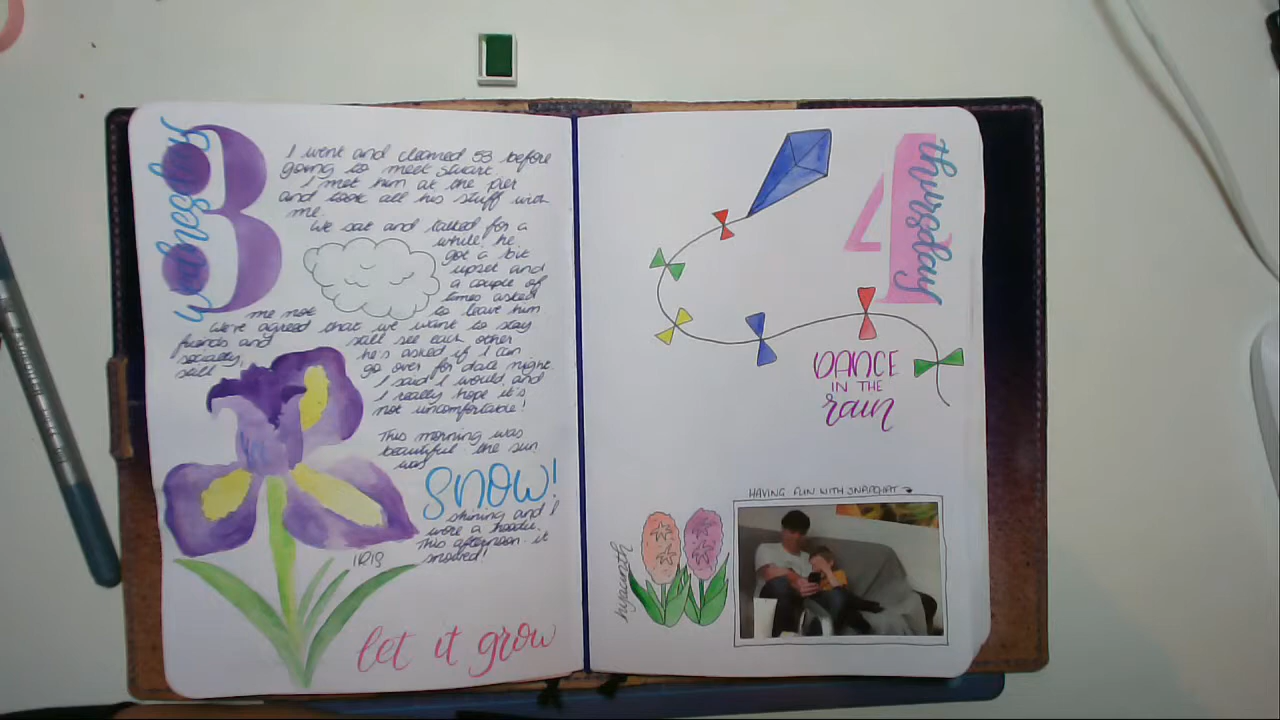 3
wednesday
I went and cleaned 53 before
going to meet Stuart.
I met him at the pier
and took all his stuff with
me.
We sat and talked for a
while. he
got a bit
upset and
a couple of
times asked
me not to leave him
We've agreed that we want to stay
friends and still see each other
socially, he's asked if I can
still go over for date night.
I said I would and
I really hope it's
not uncomfortable!
This morning was
beautiful. the sun
was
SNOW!
shining and I
wore a hoodie.
This afternoon it
snowed!
IRIS
let it grow
4
thursday
DANCE
IN THE
rain
HAVING FUN WITH SNAPCHAT
hyacinth